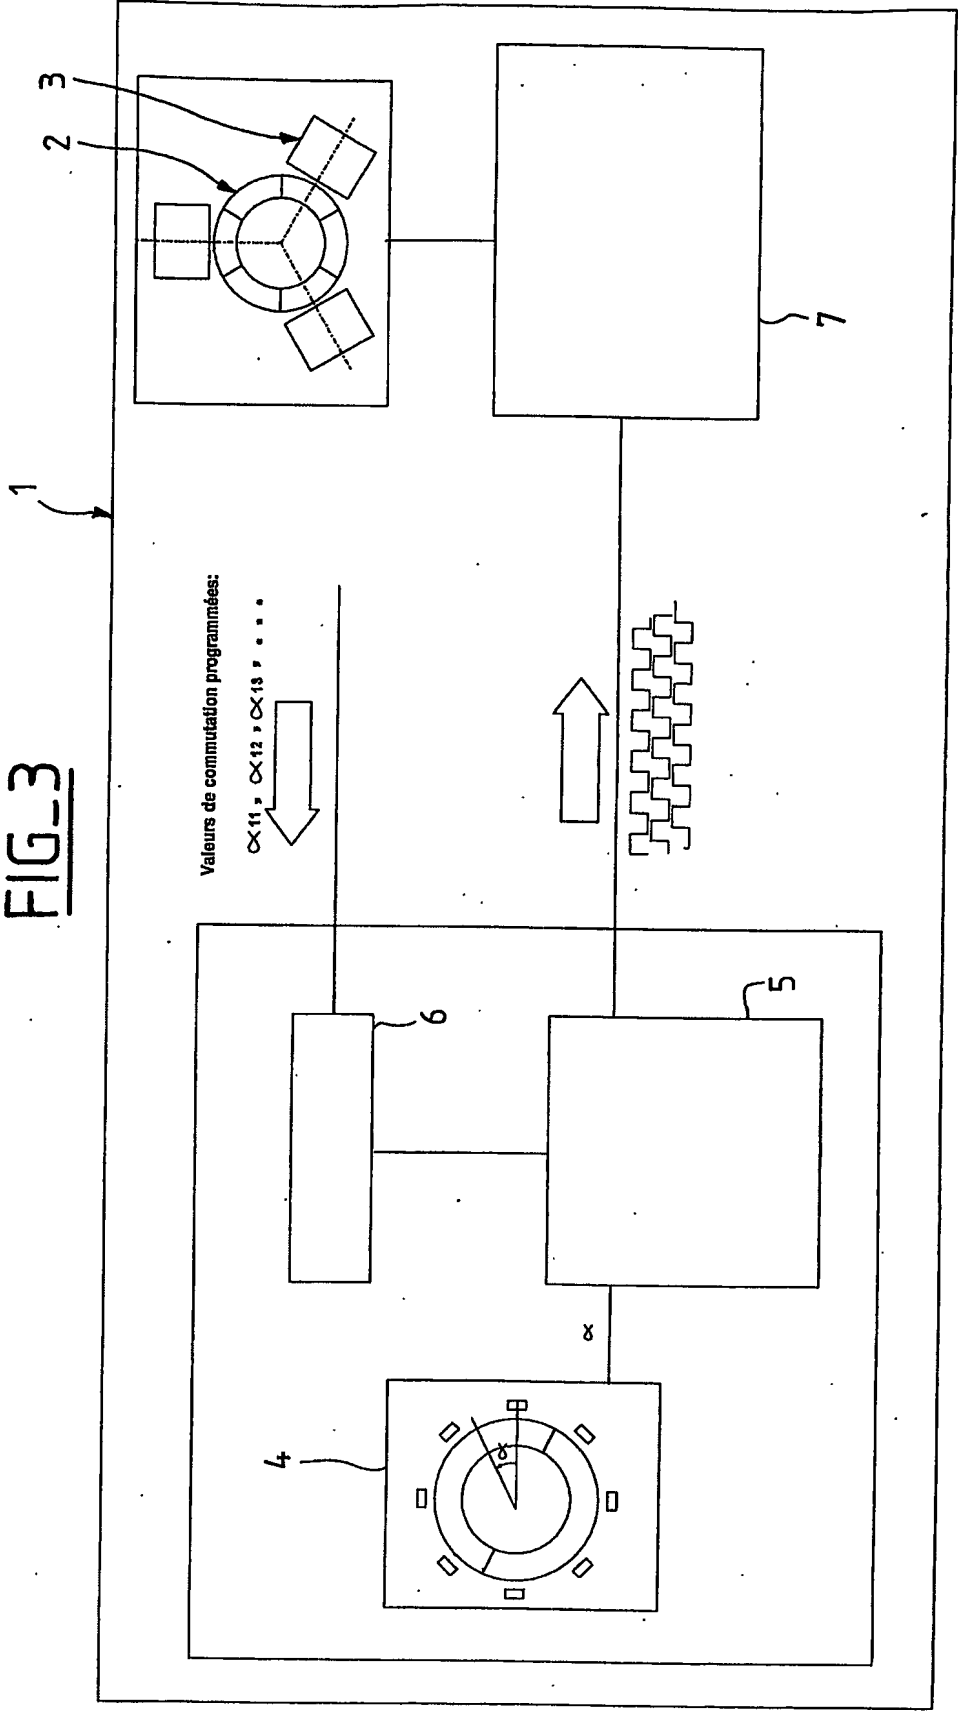 FIG_3
1
2
3
Valeurs de commutation programmées:
α11, α12, α13, ...
6
5
7
4
α
α